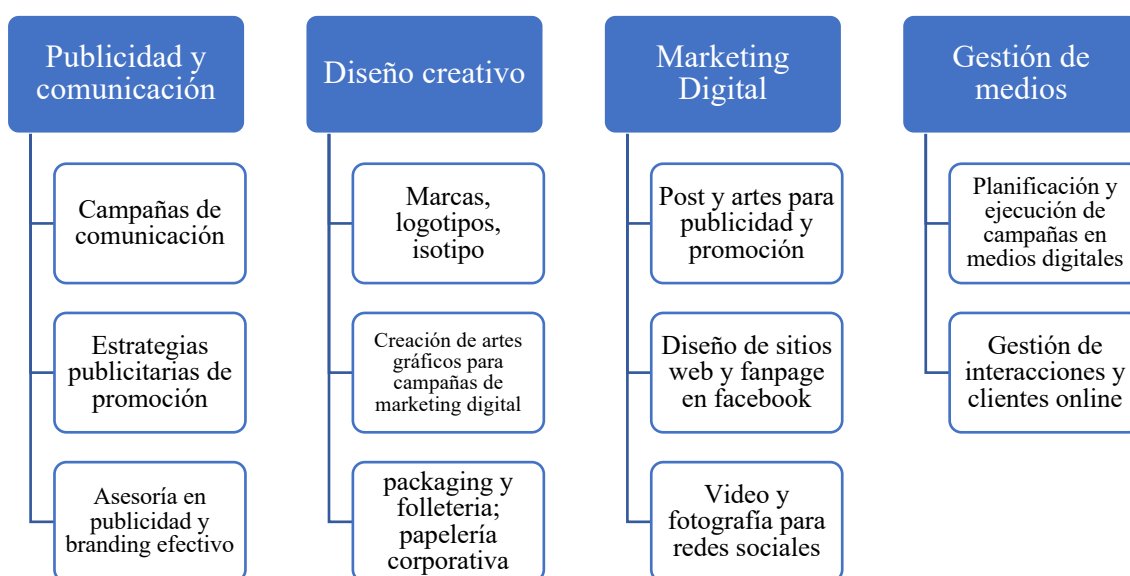 Publicidad y
comunicación
Campañas de
comunicación
Estrategias
publicitarias de
promoción
Asesoría en
publicidad y
branding efectivo
Diseño creativo
Marcas,
logotipos,
isotipo
Creación de artes
gráficos para
campañas de
marketing digital
packaging y
folleteria;
papelería
corporativa
Marketing
Digital
Post y artes para
publicidad y
promoción
Diseño de sitios
web y fanpage
en facebook
Video y
fotografía para
redes sociales
Gestión de
medios
Planificación y
ejecución de
campañas en
medios digitales
Gestión de
interacciones y
clientes online